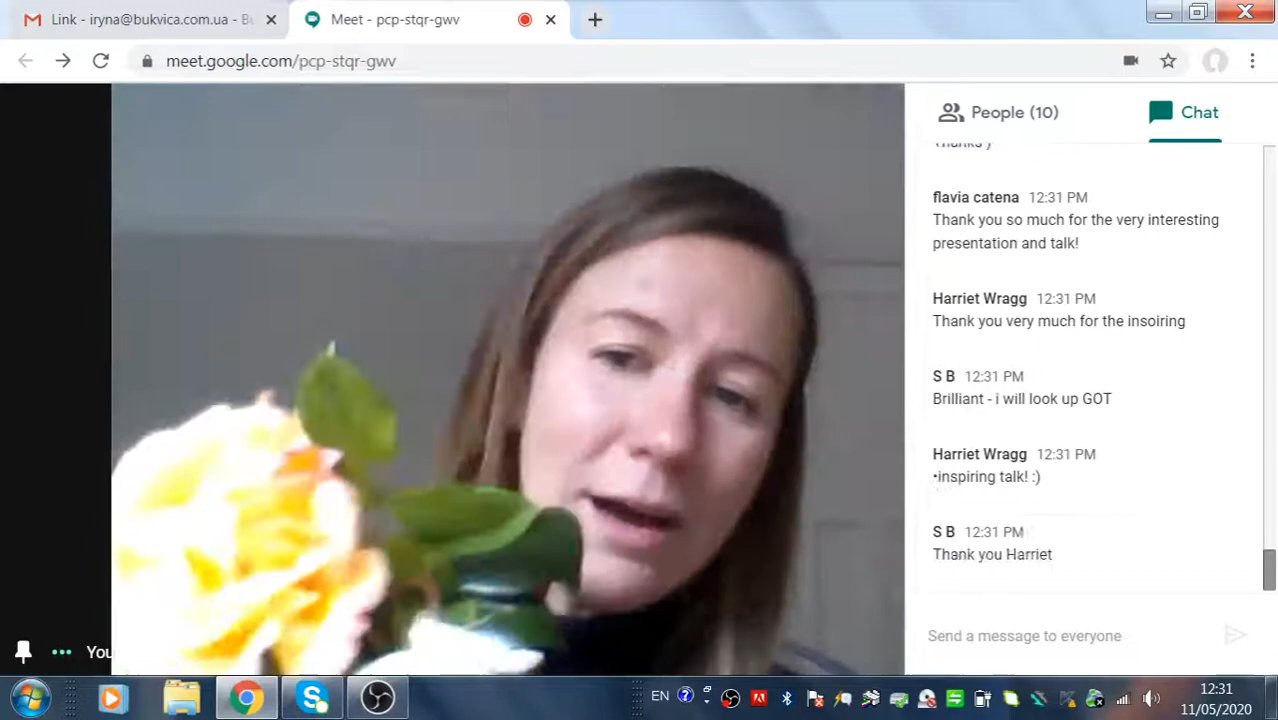 Link - iryna@bukvica.com.ua - B
Meet - pcp-stqr-gwv
meet.google.com/pcp-stqr-gwv
People (10)
Chat
flavia catena 12:31 PM
Thank you so much for the very interesting
presentation and talk!
Harriet Wragg 12:31 PM
Thank you very much for the insoiring
S B 12:31 PM
Brilliant - i will look up GOT
Harriet Wragg 12:31 PM
•inspiring talk! :)
S B 12:31 PM
Thank you Harriet
Send a message to everyone
You
EN
12:31
11/05/2020